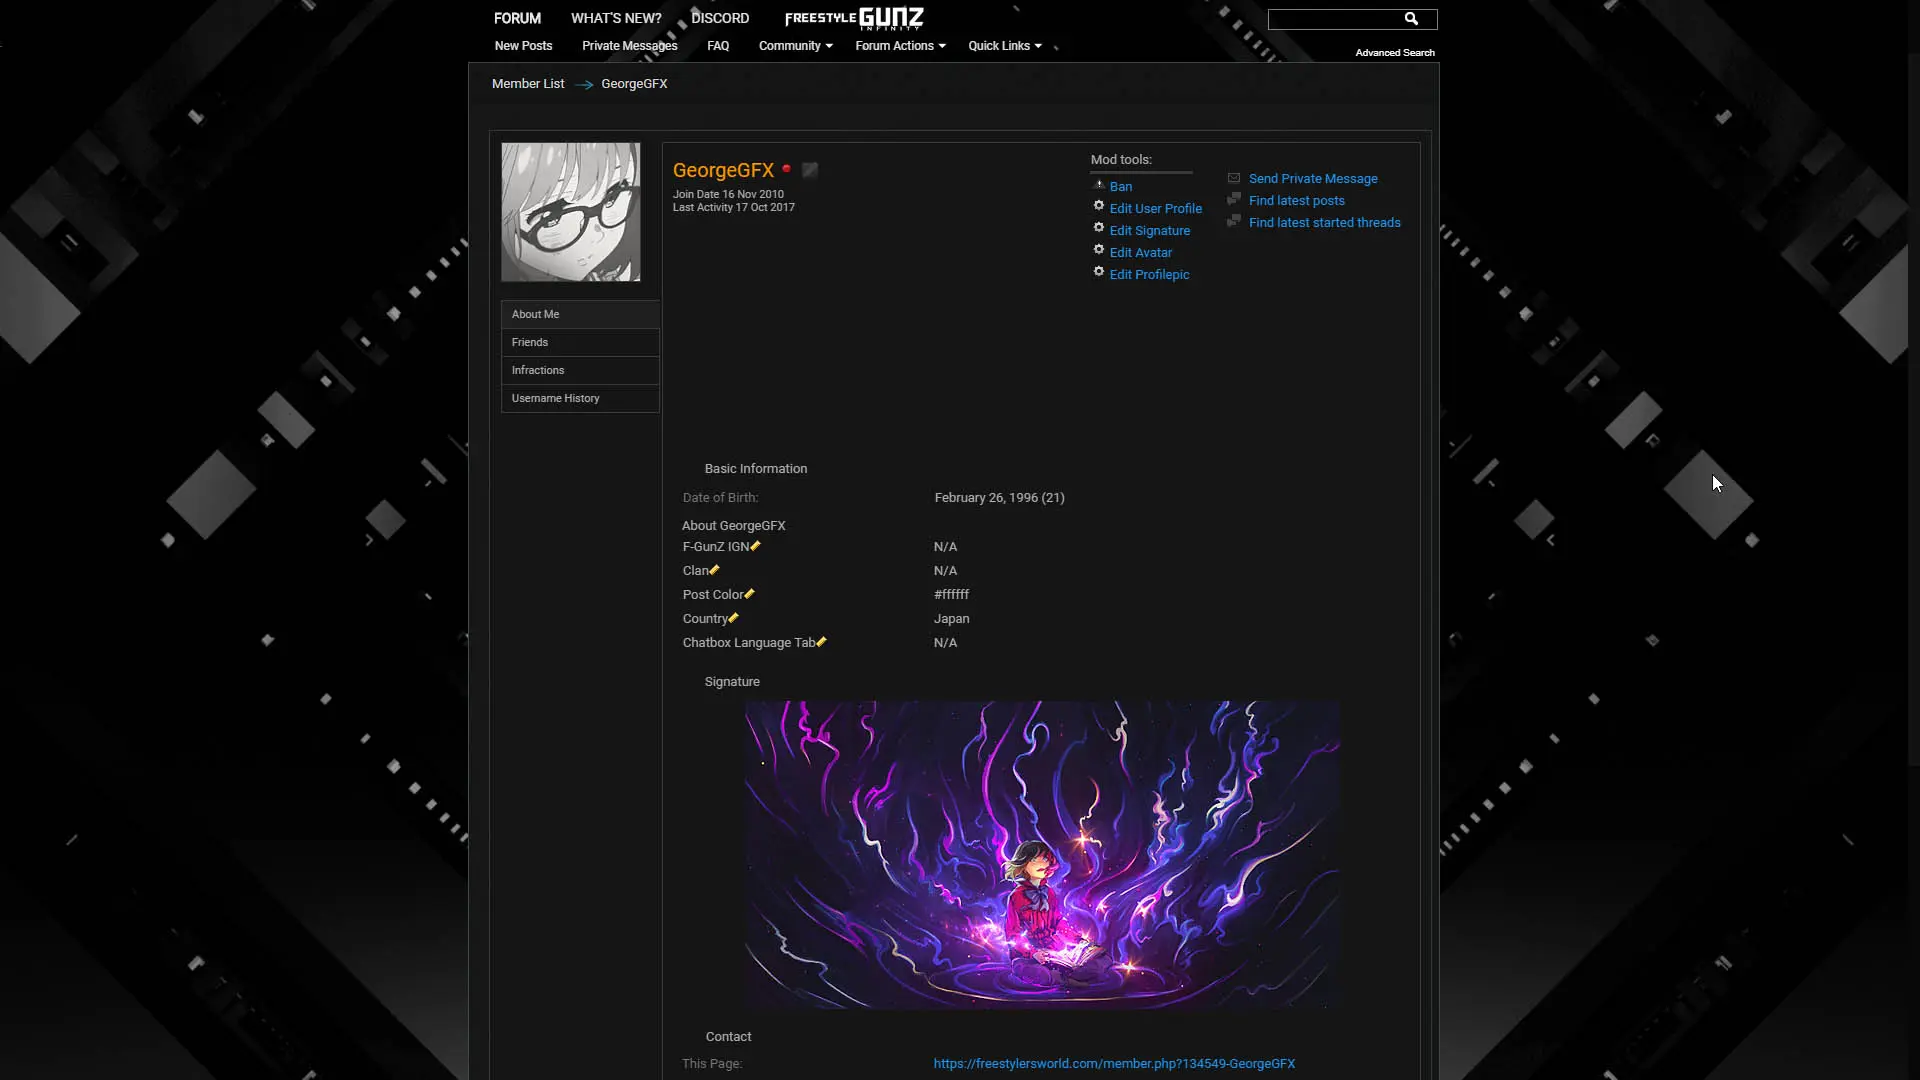 FORUM WHAT'S NEW? DISCORD FREESTYLE GUNZ
INFINITY
New Posts Private Messages FAQ Community Forum Actions Quick Links
Advanced Search
Member List GeorgeGFX
GeorgeGFX
Join Date 16 Nov 2010
Last Activity 17 Oct 2017
Mod tools:
Ban
Edit User Profile
Edit Signature
Edit Avatar
Edit Profilepic
Send Private Message
Find latest posts
Find latest started threads
About Me
Friends
Infractions
Username History
Basic Information
Date of Birth: February 26, 1996 (21)
About GeorgeGFX
F-GunZ IGN N/A
Clan N/A
Post Color #ffffff
Country Japan
Chatbox Language Tab N/A
Signature
Contact
This Page: https://freestylersworld.com/member.php?134549-GeorgeGFX